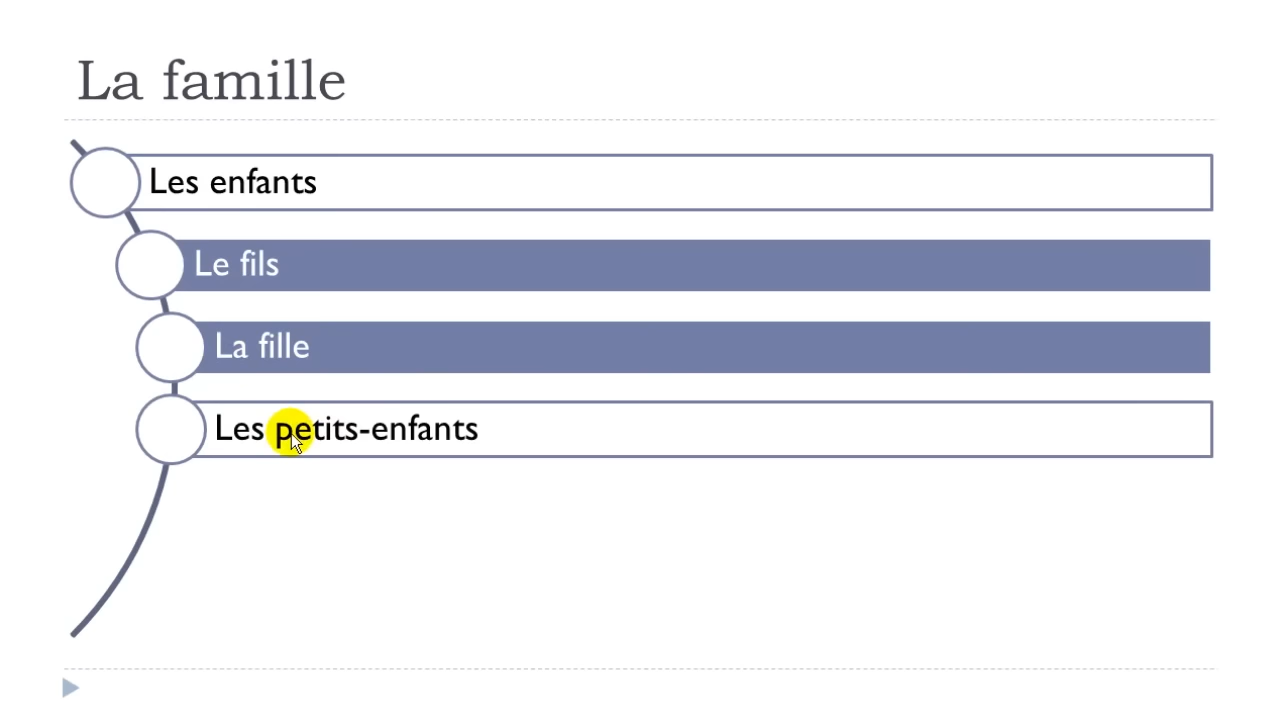 La famille
Les enfants
Le fils
La fille
Les petits-enfants